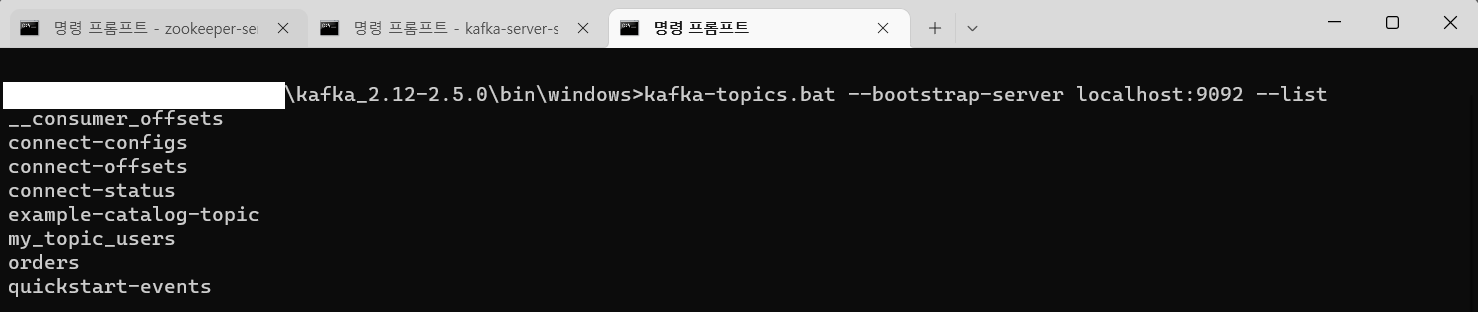 명령 프롬프트 - zookeeper-se
명령 프롬프트 - kafka-server-s
명령 프롬프트
\kafka_2.12-2.5.0\bin\windows>kafka-topics.bat --bootstrap-server localhost:9092 --list
__consumer_offsets
connect-configs
connect-offsets
connect-status
example-catalog-topic
my_topic_users
orders
quickstart-events